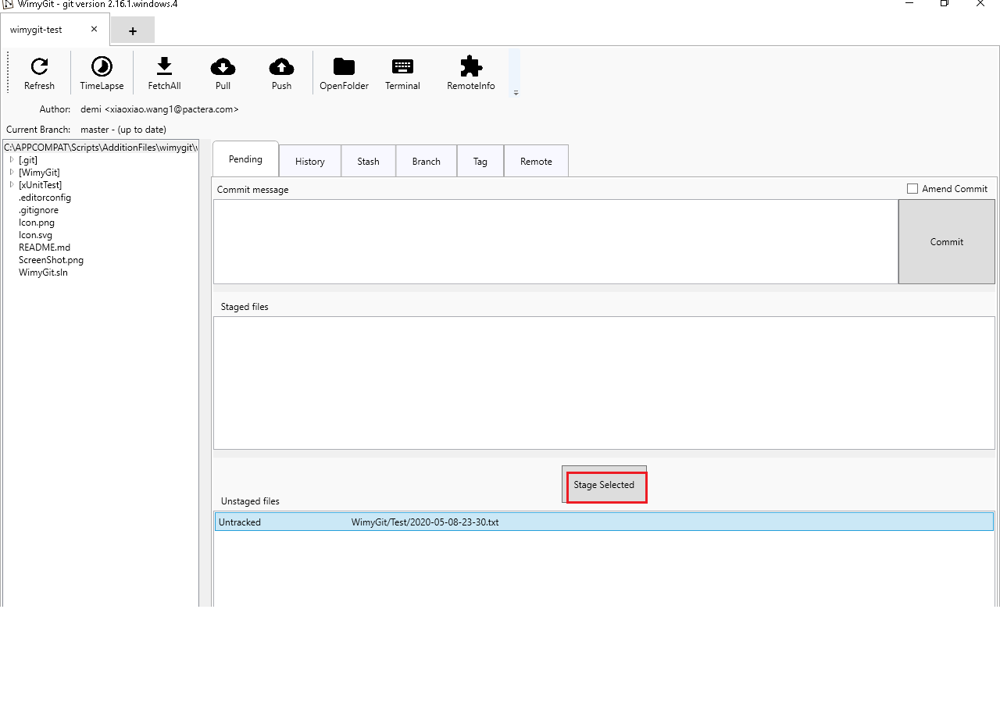 WimyGit - git version 2.16.1.windows.4
wimygit-test
Refresh
TimeLapse
FetchAll
Pull
Push
OpenFolder
Terminal
RemoteInfo
Author: demi <xiaoxiao.wang1@pactera.com>
Current Branch: master - (up to date)
C:\APPCOMPAT\Scripts\AdditionFiles\wimygit\
[.git]
[WimyGit]
[xUnitTest]
.editorconfig
.gitignore
Icon.png
Icon.svg
README.md
ScreenShot.png
WimyGit.sln
Pending
History
Stash
Branch
Tag
Remote
Commit message
Amend Commit
Commit
Staged files
Stage Selected
Unstaged files
Untracked WimyGit/Test/2020-05-08-23-30.txt